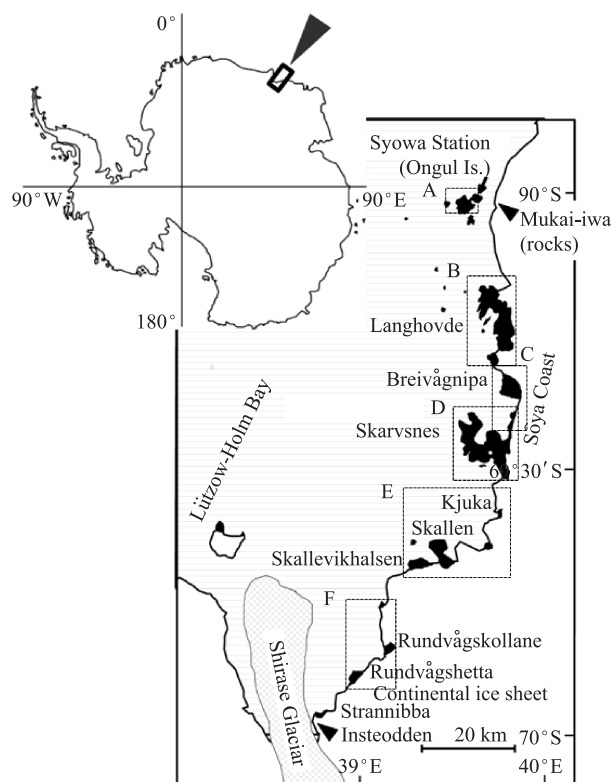 0°
90°W
90°E
180°
Syowa Station
(Ongul Is.)
A
90°S
Mukai-iwa
(rocks)
B
Langhovde
C
Breivågnipa
Soya Coast
D
Skarvsnes
69°30′S
E
Kjuka
Skallen
Skallevikhalsen
Lützow-Holm Bay
F
Rundvågskollane
Rundvågshetta
Continental ice sheet
Shirase Glaciar
Strannibba
Insteodden
20 km
70°S
39°E
40°E